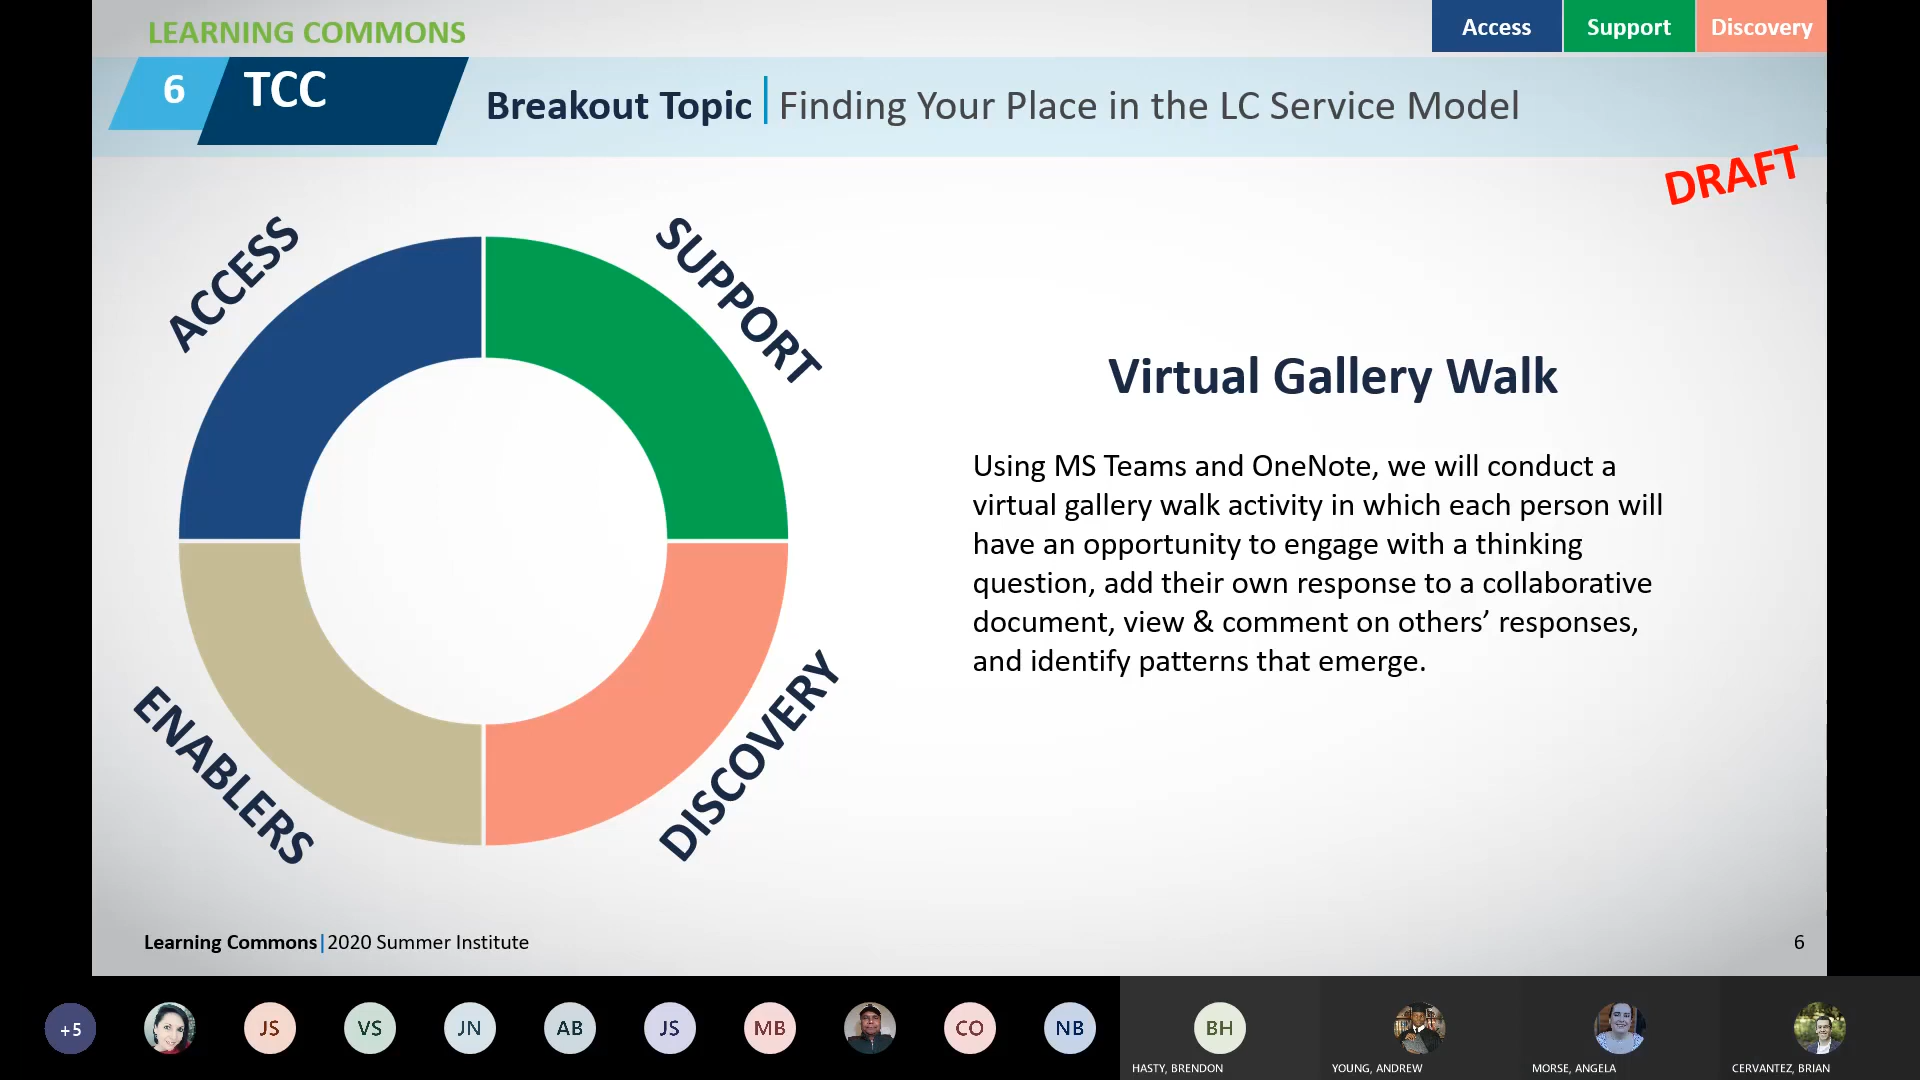 LEARNING COMMONS
Access
Support
Discovery
6
TCC
Breakout Topic
Finding Your Place in the LC Service Model
DRAFT
ACCESS
SUPPORT
ENABLERS
DISCOVERY
Virtual Gallery Walk
Using MS Teams and OneNote, we will conduct a
virtual gallery walk activity in which each person will
have an opportunity to engage with a thinking
question, add their own response to a collaborative
document, view & comment on others’ responses,
and identify patterns that emerge.
Learning Commons|2020 Summer Institute
6
+5
JS
VS
JN
AB
JS
MB
CO
NB
BH
HASTY, BRENDON
YOUNG, ANDREW
MORSE, ANGELA
CERVANTEZ, BRIAN